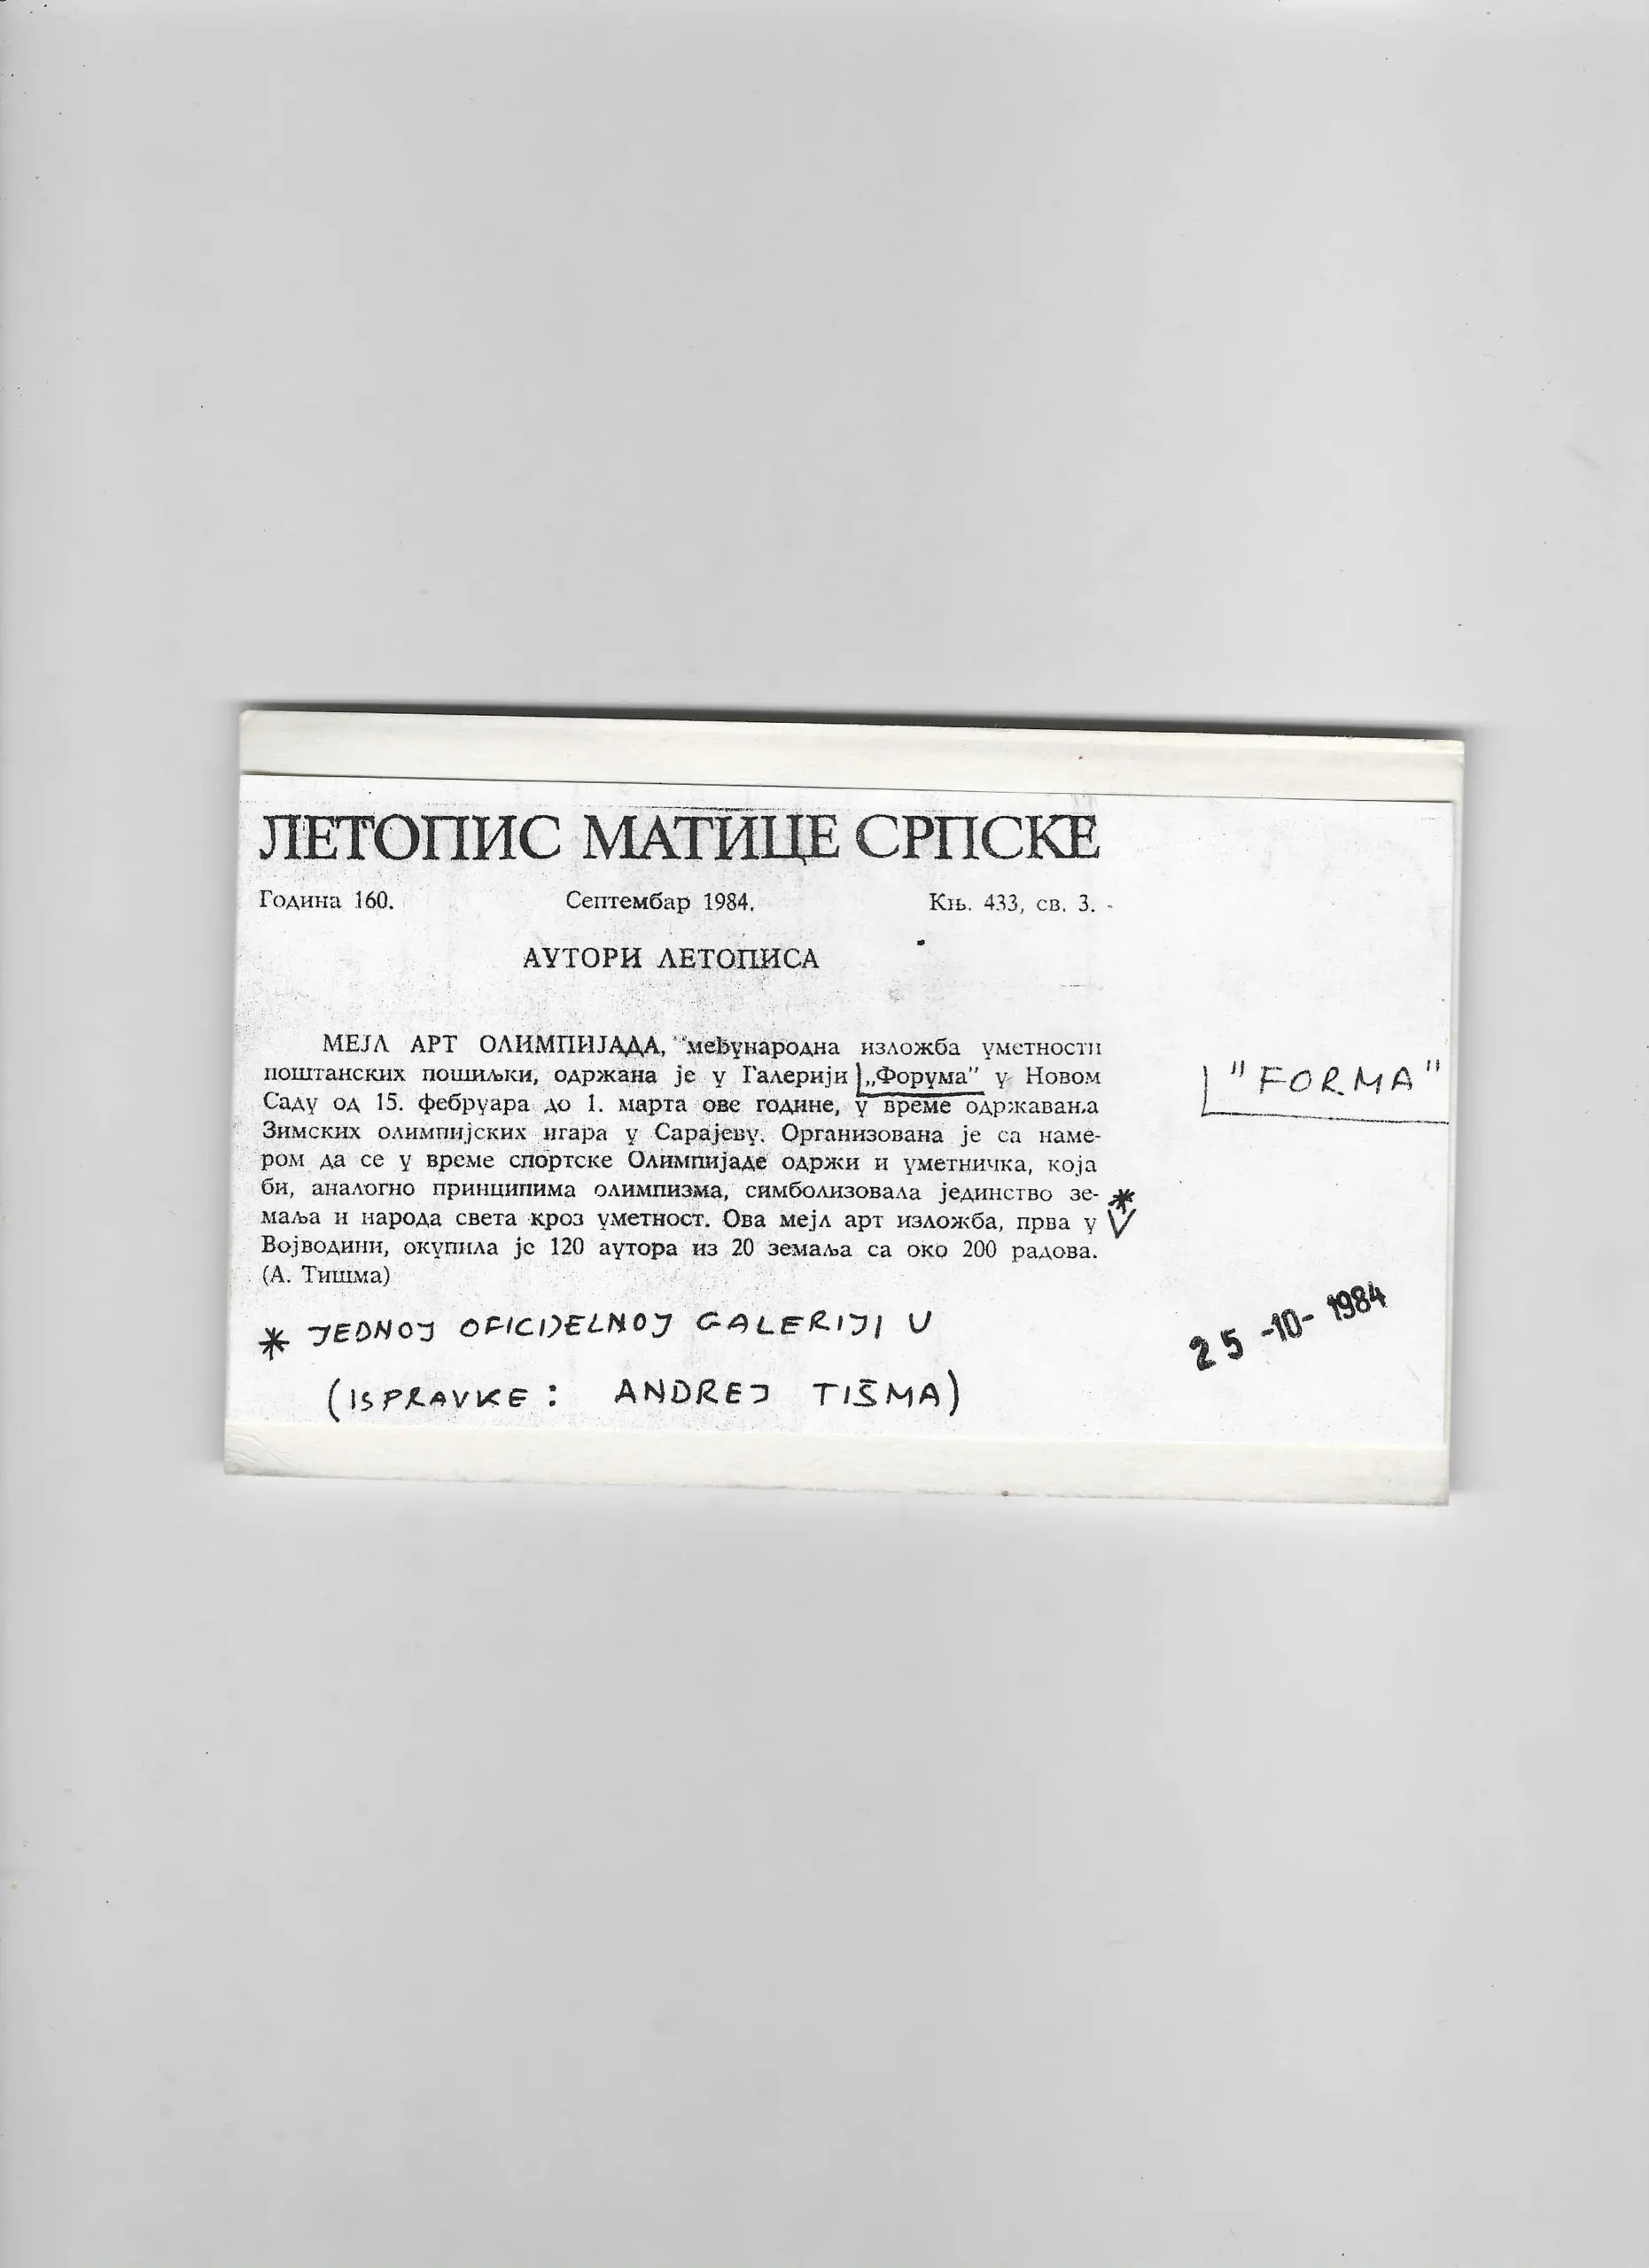 ЛЕТОПИС МАТИЦЕ СРПСКЕ
Година 160. Септембар 1984. Књ. 433, св. 3.
АУТОРИ ЛЕТОПИСА
МЕЈЛ АРТ ОЛИМПИЈАДА, међународна изложба уметности
поштанских пошиљки, одржана је у Галерији „Форума” у Новом
"FORMA"
Саду од 15. фебруара до 1. марта ове године, у време одржавања
Зимских олимпијских игара у Сарајеву. Организована је са наме-
ром да се у време спортске Олимпијаде одржи и уметничка, која
би, аналогно принципима олимпизма, симболизовала јединство зе- *
маља и народа света кроз уметност. Ова мејл арт изложба, прва у V
Војводини, окупила је 120 аутора из 20 земаља са око 200 радова.
(А. Тишма)
* JEDNOJ OFICIJELNOJ GALERIJI U
25 -10- 1984
(ISPRAVKE: ANDREJ TIŠMA)